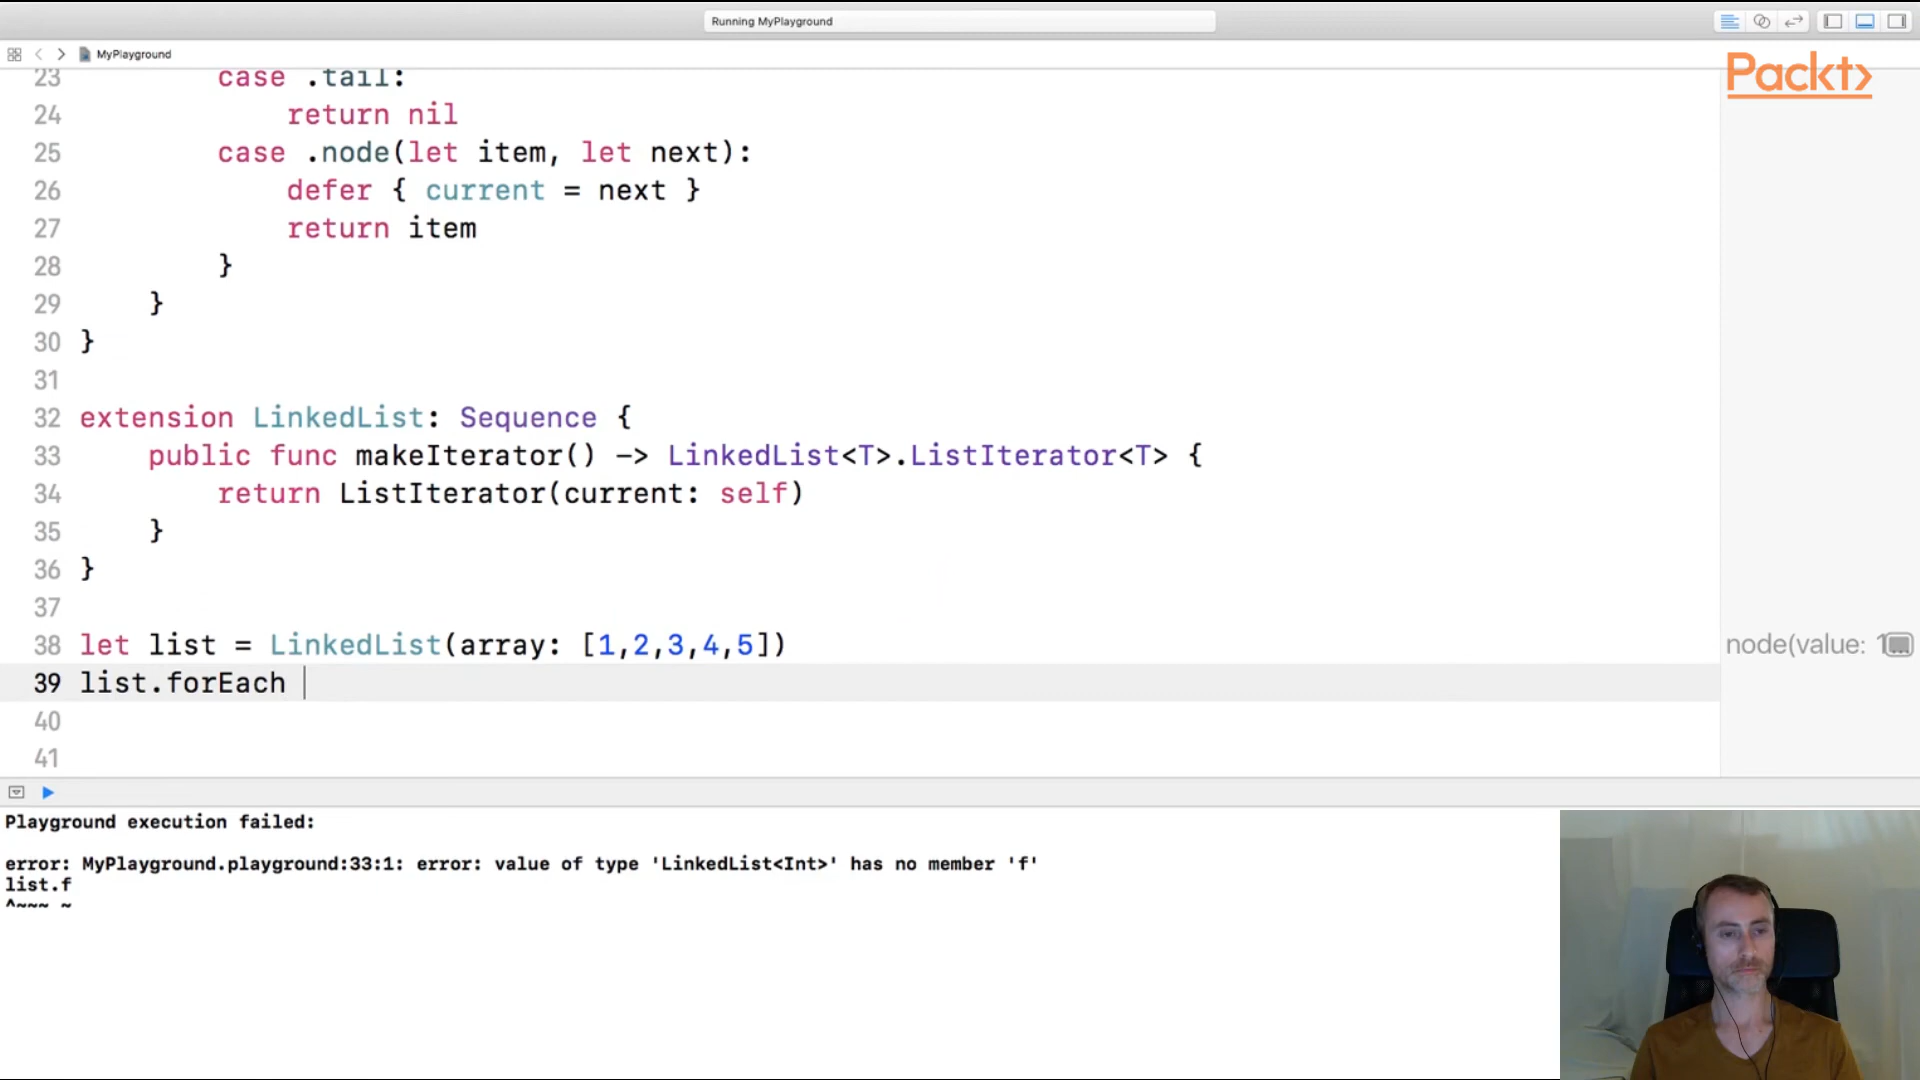 Running MyPlayground
MyPlayground
Packt>
23 case .tail:
24 return nil
25 case .node(let item, let next):
26 defer { current = next }
27 return item
28 }
29 }
30 }
31
32 extension LinkedList: Sequence {
33 public func makeIterator() -> LinkedList<T>.ListIterator<T> {
34 return ListIterator(current: self)
35 }
36 }
37
38 let list = LinkedList(array: [1,2,3,4,5])
node(value: 1
39 list.forEach
40
41
Playground execution failed:
error: MyPlayground.playground:33:1: error: value of type 'LinkedList<Int>' has no member 'f'
list.f
^~~~ ~